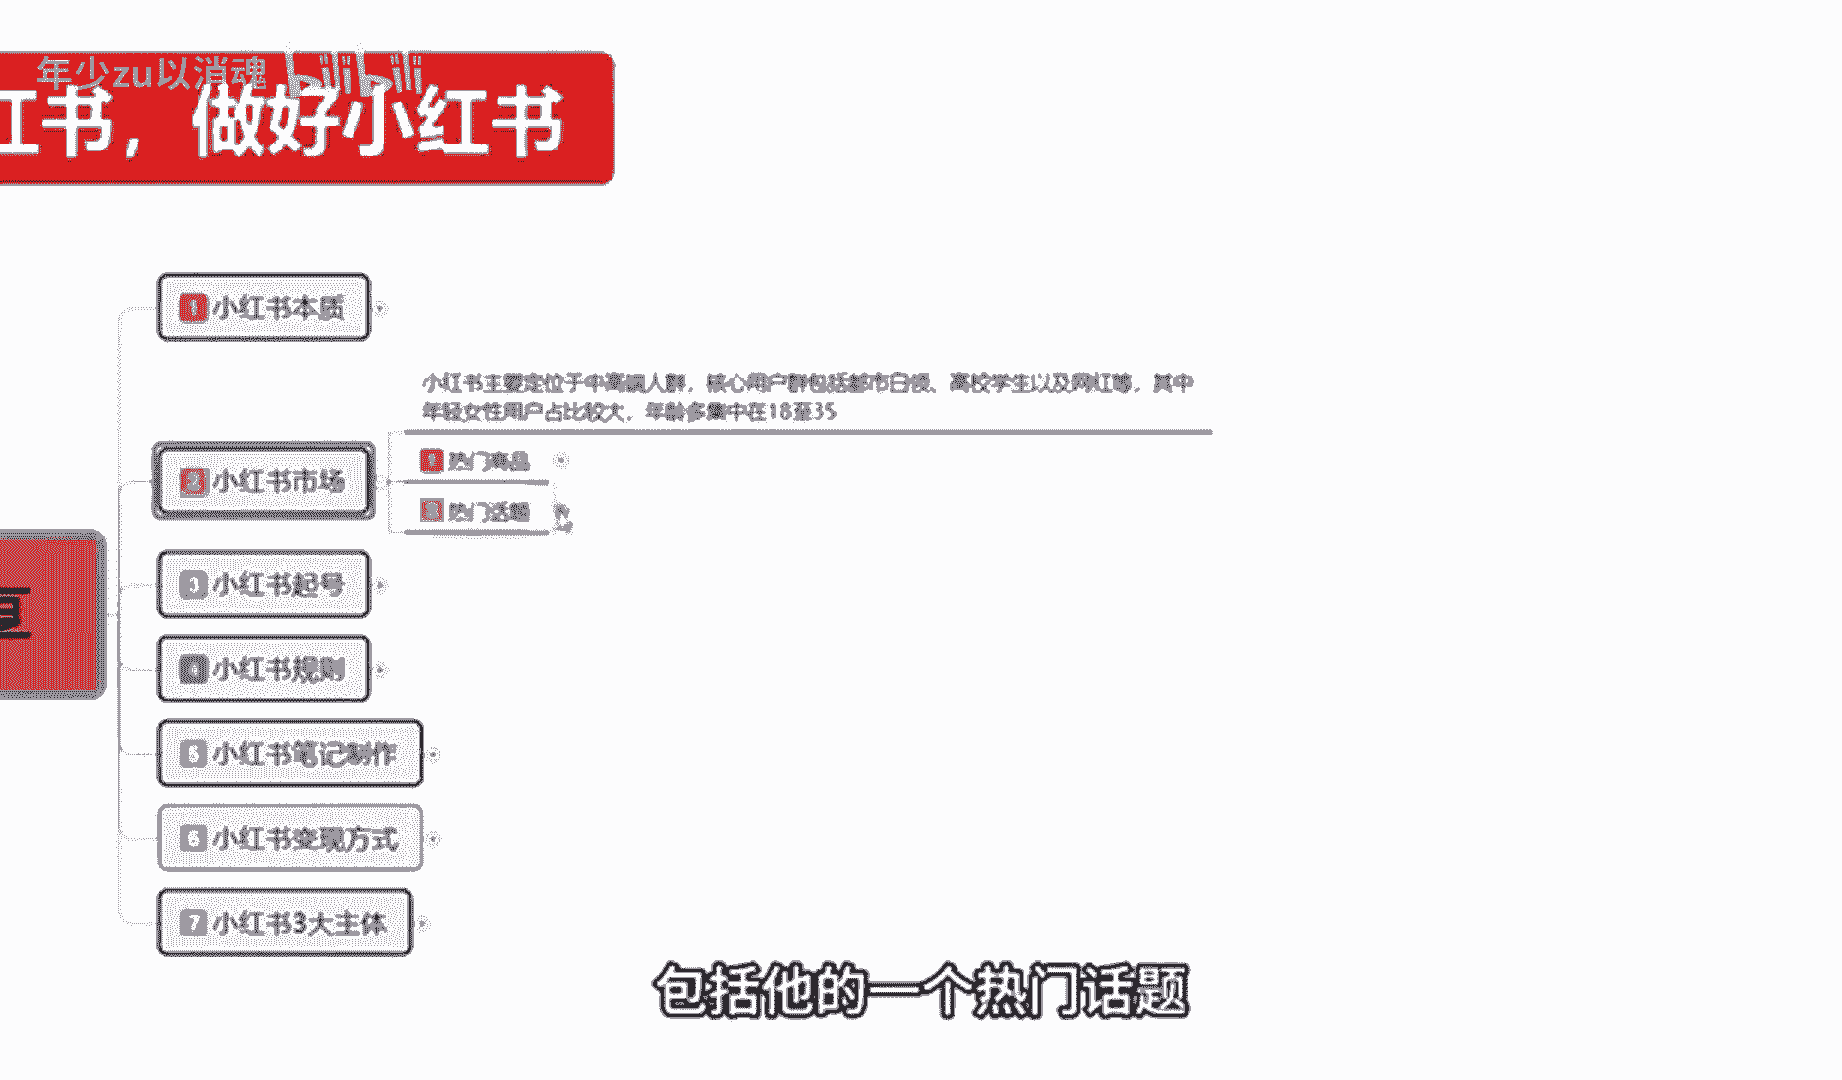 年少zu以消魂 bilibili
红书，做好小红书
1 小红书本质
小红书主要定位于中高端人群，核心用户群包括都市白领、高校学生以及网红等，其中
年轻女性用户占比较大，年龄多集中在18至35
2 小红书市场
1 热门商品
2 热门话题
3 小红书起号
4 小红书规则
5 小红书笔记制作
6 小红书变现方式
7 小红书3大主体
包括他的一个热门话题